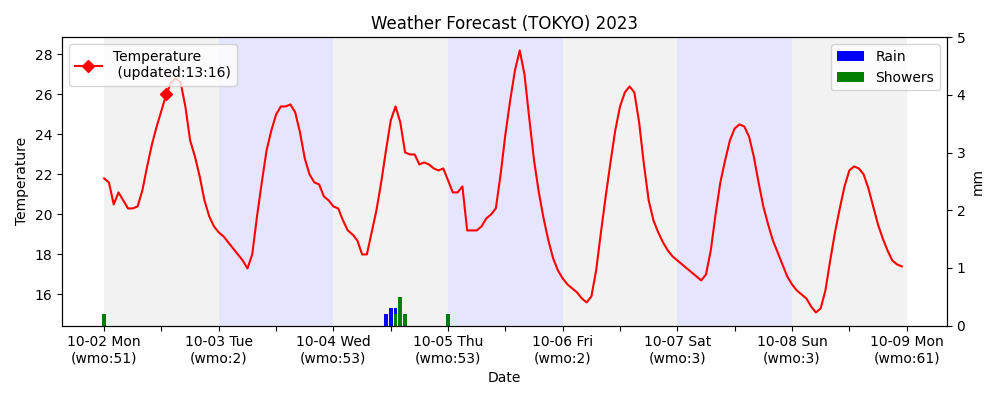 Weather Forecast (TOKYO) 2023
Temperature
(updated:13:16)
Rain
Showers
28
26
24
22
20
18
16
Temperature
5
4
3
2
1
0
mm
10-02 Mon
(wmo:51)
10-03 Tue
(wmo:2)
10-04 Wed
(wmo:53)
10-05 Thu
(wmo:53)
10-06 Fri
(wmo:2)
10-07 Sat
(wmo:3)
10-08 Sun
(wmo:3)
10-09 Mon
(wmo:61)
Date